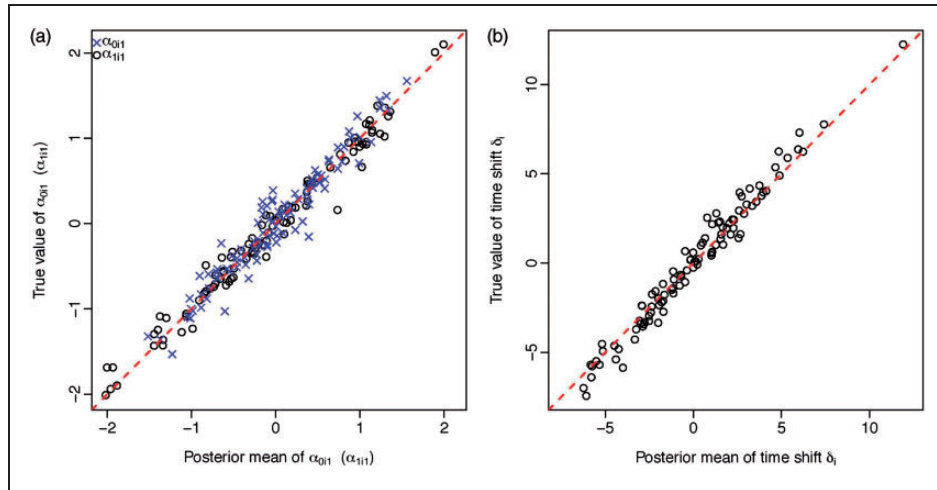 (a)
× α₀ᵢ₁
○ α₁ᵢ₁
True value of α₀ᵢ₁ (α₁ᵢ₁)
2
1
0
-1
-2
-2 -1 0 1 2
Posterior mean of α₀ᵢ₁ (α₁ᵢ₁)
(b)
True value of time shift δᵢ
10
5
0
-5
-5 0 5 10
Posterior mean of time shift δᵢ